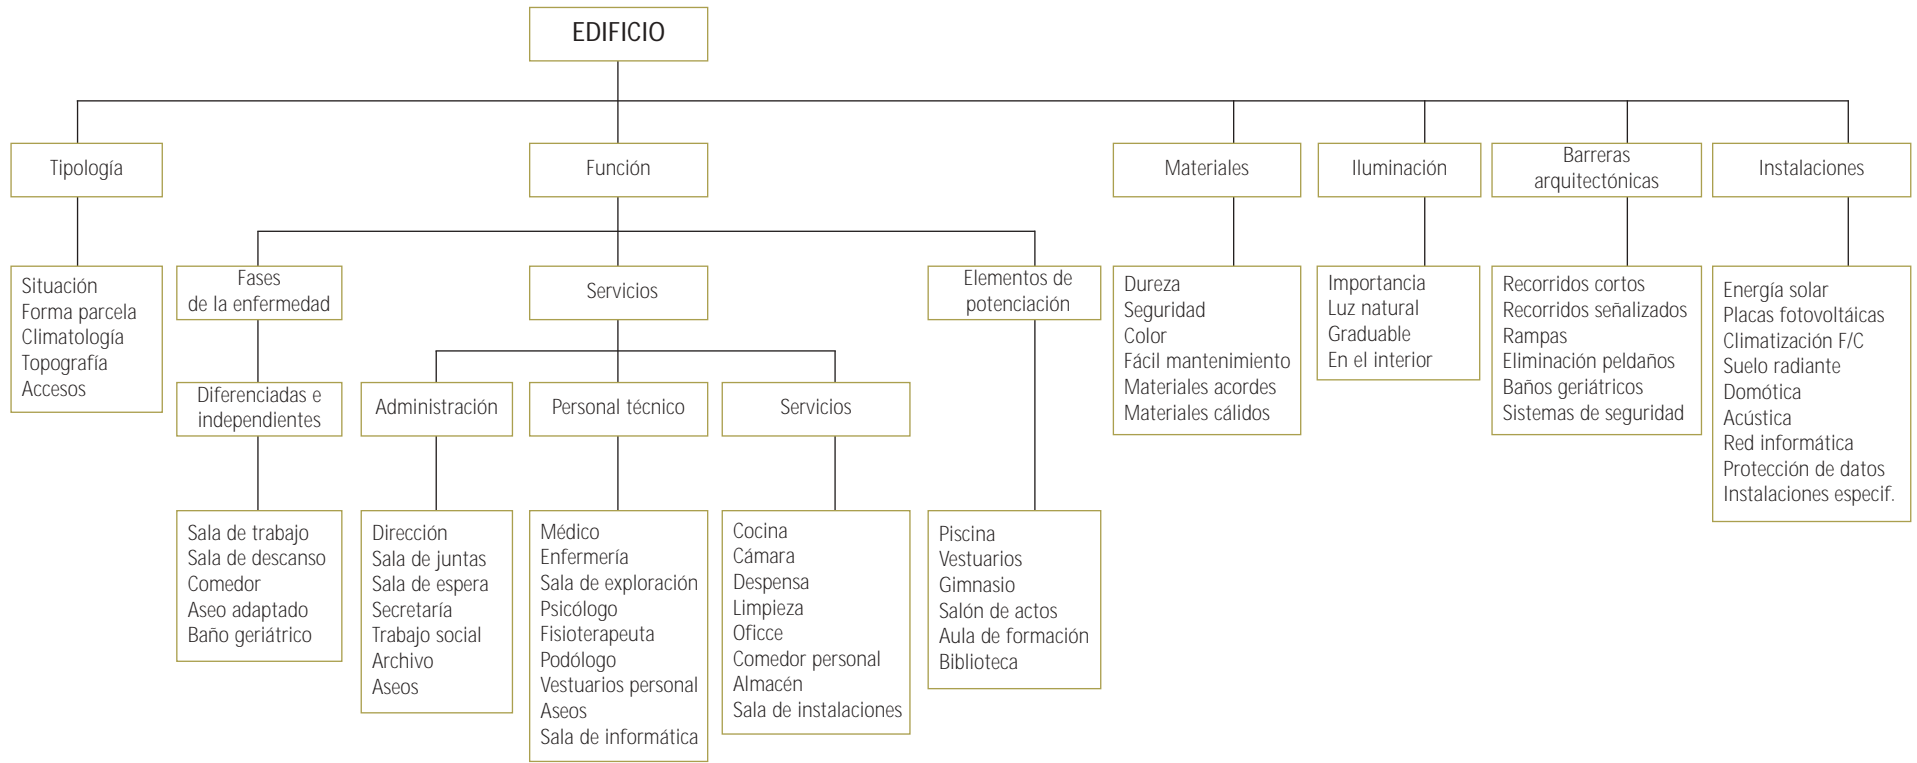 EDIFICIO
Tipología
Función
Materiales
Iluminación
Barreras
arquitectónicas
Instalaciones
Situación
Forma parcela
Climatología
Topografía
Accesos
Fases
de la enfermedad
Servicios
Elementos de
potenciación
Dureza
Seguridad
Color
Fácil mantenimiento
Materiales acordes
Materiales cálidos
Importancia
Luz natural
Graduable
En el interior
Recorridos cortos
Recorridos señalizados
Rampas
Eliminación peldaños
Baños geriátricos
Sistemas de seguridad
Energía solar
Placas fotovoltáicas
Climatización F/C
Suelo radiante
Domótica
Acústica
Red informática
Protección de datos
Instalaciones especif.
Diferenciadas e
independientes
Administración
Personal técnico
Servicios
Sala de trabajo
Sala de descanso
Comedor
Aseo adaptado
Baño geriátrico
Dirección
Sala de juntas
Sala de espera
Secretaría
Trabajo social
Archivo
Aseos
Médico
Enfermería
Sala de exploración
Psicólogo
Fisioterapeuta
Podólogo
Vestuarios personal
Aseos
Sala de informática
Cocina
Cámara
Despensa
Limpieza
Oficce
Comedor personal
Almacén
Sala de instalaciones
Piscina
Vestuarios
Gimnasio
Salón de actos
Aula de formación
Biblioteca